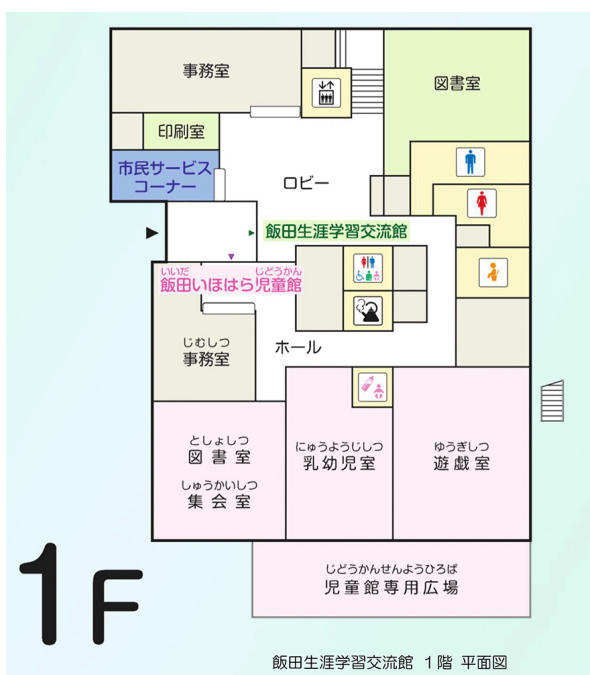 事務室
図書室
印刷室
市民サービス
コーナー
ロビー
飯田生涯学習交流館
いいだ じどうかん
飯田いほはら児童館
じむしつ
事務室
ホール
としょしつ
図書室
しゅうかいしつ
集会室
にゅうようじしつ
乳幼児室
ゆうぎしつ
遊戯室
じどうかんせんようひろば
児童館専用広場
1F
飯田生涯学習交流館 1階 平面図